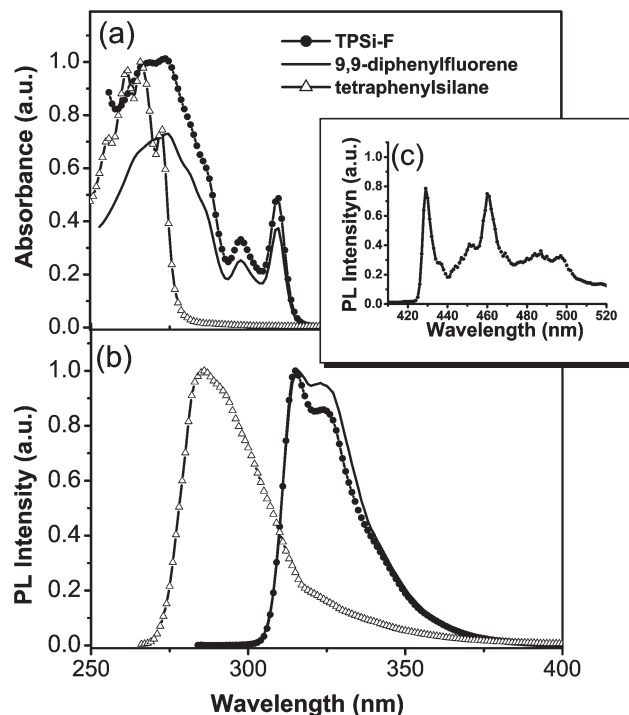 (a)
TPSi-F
9,9-diphenylfluorene
tetraphenylsilane
Absorbance (a.u.)
1.0
0.8
0.6
0.4
0.2
0.0
(c)
PL Intensityn (a.u.)
1.0
0.8
0.6
0.4
0.2
0.0
420 440 460 480 500 520
Wavelength (nm)
(b)
PL Intensity (a.u.)
1.0
0.8
0.6
0.4
0.2
0.0
250 300 350 400
Wavelength (nm)